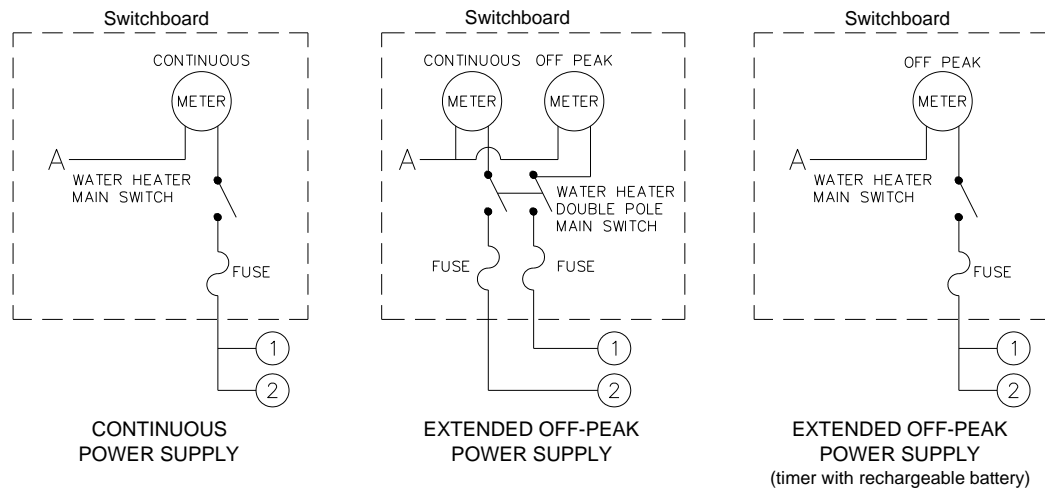 Switchboard
CONTINUOUS
METER
A
WATER HEATER
MAIN SWITCH
FUSE
1
2
CONTINUOUS
POWER SUPPLY
Switchboard
CONTINUOUS OFF PEAK
METER METER
A
WATER HEATER
DOUBLE POLE
MAIN SWITCH
FUSE FUSE
1
2
EXTENDED OFF-PEAK
POWER SUPPLY
Switchboard
OFF PEAK
METER
A
WATER HEATER
MAIN SWITCH
FUSE
1
2
EXTENDED OFF-PEAK
POWER SUPPLY
(timer with rechargeable battery)